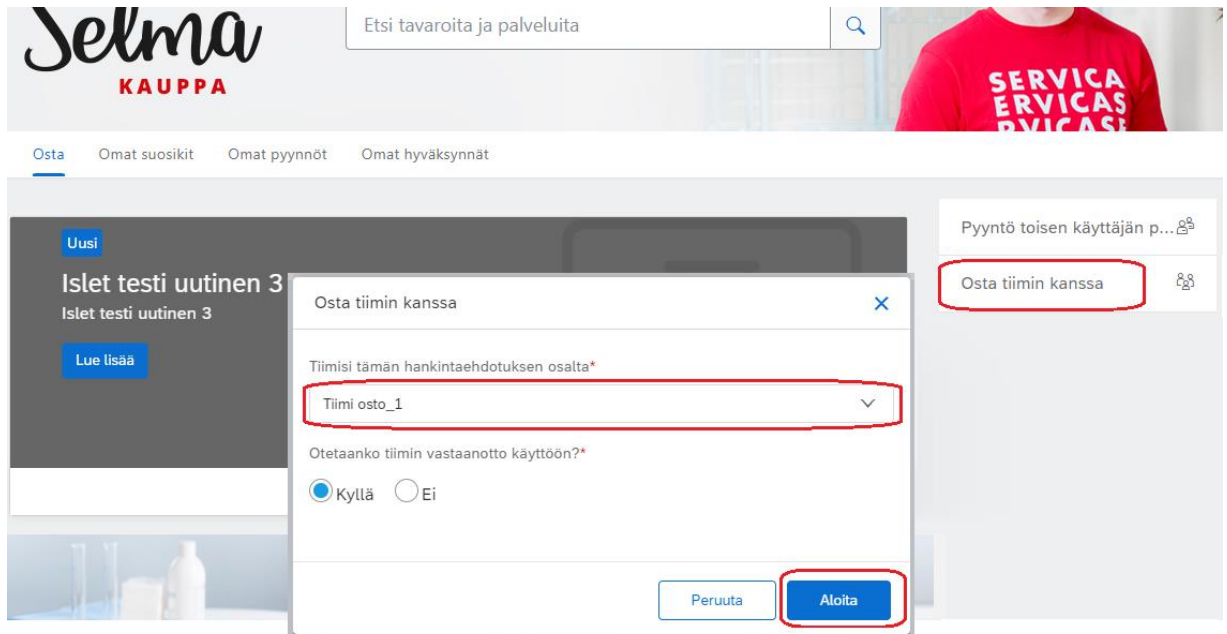 Selma
KAUPPA
Etsi tavaroita ja palveluita
SERVICA
ERVICAS
RVICASE
Osta
Omat suosikit
Omat pyynnöt
Omat hyväksynnät
Uusi
Islet testi uutinen 3
Islet testi uutinen 3
Lue lisää
Pyyntö toisen käyttäjän p...
Osta tiimin kanssa
Osta tiimin kanssa
Tiimisi tämän hankintaehdotuksen osalta*
Tiimi osto_1
Otetaanko tiimin vastaanotto käyttöön?*
Kyllä
Ei
Peruuta
Aloita